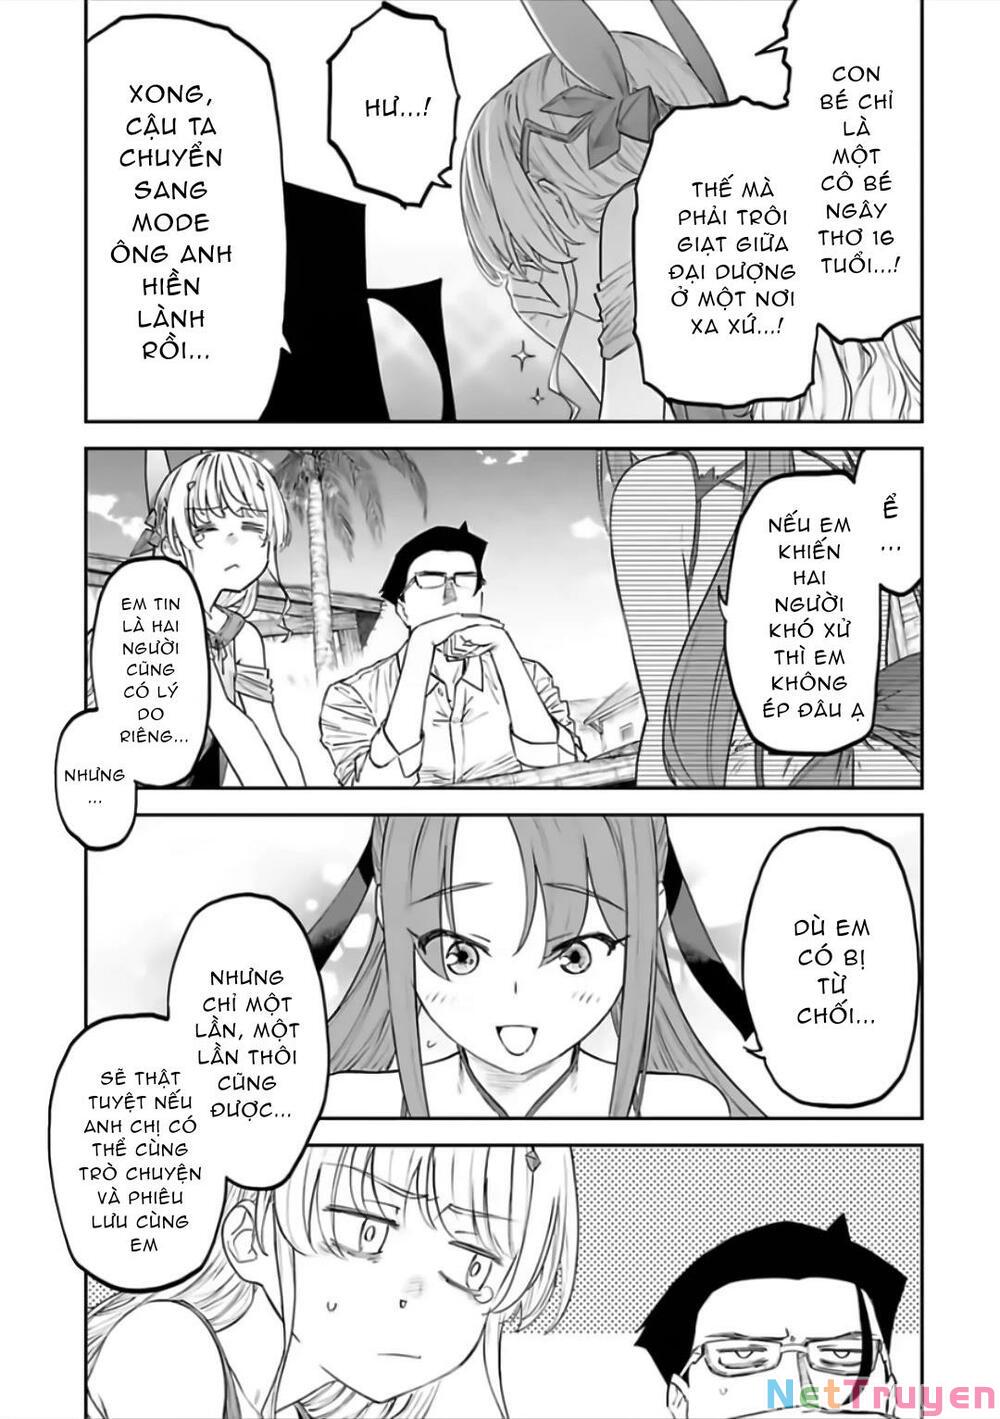 CON
BÉ CHỈ
LÀ
MỘT
CÔ BÉ
NGÂY
THƠ 16
TUỔI...!
THẾ MÀ
PHẢI TRÔI
GIẠT GIỮA
ĐẠI DƯỢNG
Ở MỘT NƠI
XA XỨ...!
HƯ...!
XONG,
CẬU TA
CHUYỂN
SANG
MODE
ÔNG ANH
HIỀN
LÀNH
RỒI...
Ể
...
NẾU EM
KHIẾN
HAI
NGƯỜI
KHÓ XỬ
THÌ EM
KHÔNG
ÉP ĐÂU Ạ
EM TIN
LÀ HAI
NGƯỜI
CŨNG
CÓ LÝ
DO
RIÊNG...
NHƯNG
...
DÙ EM
CÓ BỊ
TỪ
CHỐI...
NHƯNG
CHỈ MỘT
LẦN, MỘT
LẦN THÔI
CŨNG
ĐƯỢC...
SẼ THẬT
TUYỆT NẾU
ANH CHỊ CÓ
THỂ CÙNG
TRÒ CHUYỆN
VÀ PHIÊU
LƯU CÙNG
EM
NetTruyen